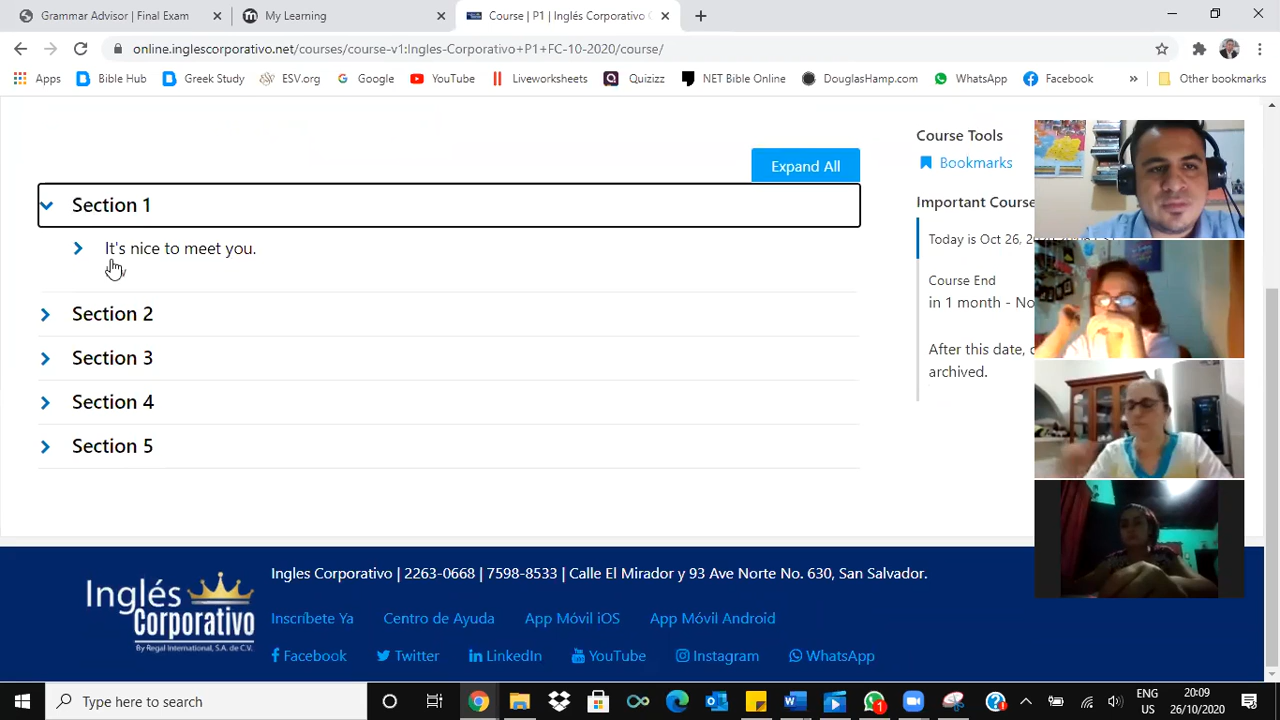 Grammar Advisor | Final Exam
My Learning
Course | P1 | Inglés Corporativo
online.inglescorporativo.net/courses/course-v1:Ingles-Corporativo+P1+FC-10-2020/course/
Apps
Bible Hub
Greek Study
ESV.org
Google
YouTube
Liveworksheets
Quizizz
NET Bible Online
DouglasHamp.com
WhatsApp
Facebook
Other bookmarks
Expand All
Section 1
It's nice to meet you.
Section 2
Section 3
Section 4
Section 5
Course Tools
Bookmarks
Important Course
Today is Oct 26,
Course End
in 1 month - No
After this date,
archived.
Inglés
Corporativo
By Regal International, S.A. de C.V.
Ingles Corporativo | 2263-0668 | 7598-8533 | Calle El Mirador y 93 Ave Norte No. 630, San Salvador.
Inscríbete Ya
Centro de Ayuda
App Móvil iOS
App Móvil Android
Facebook
Twitter
LinkedIn
YouTube
Instagram
WhatsApp
Type here to search
1
ENG
US
20:09
26/10/2020